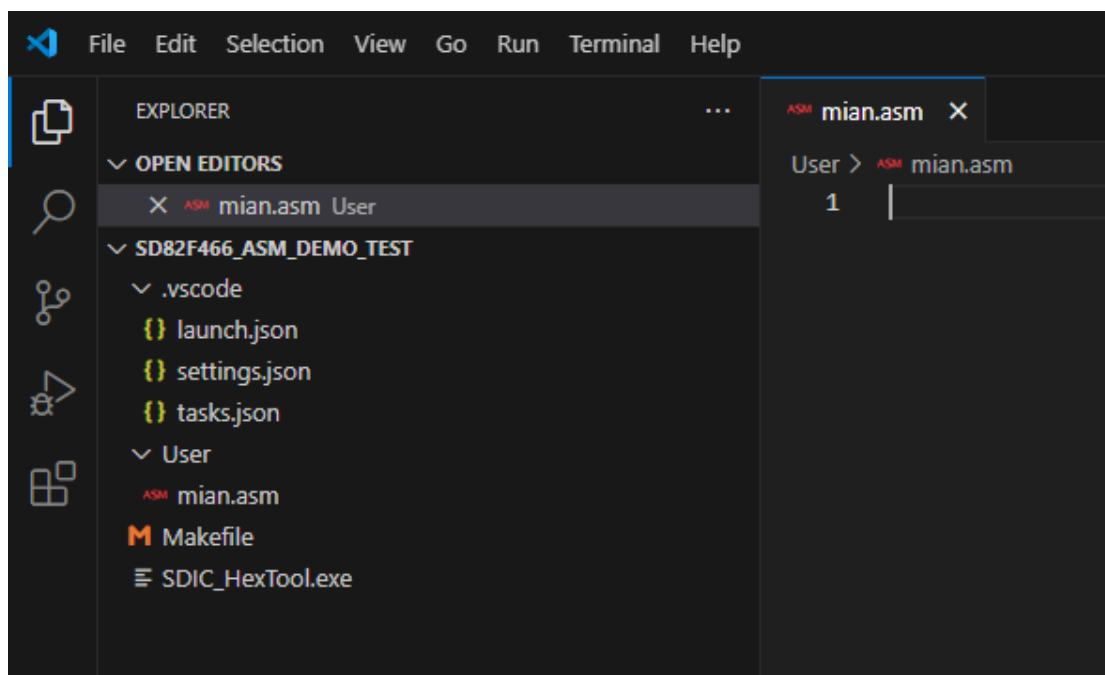 File Edit Selection View Go Run Terminal Help
EXPLORER
OPEN EDITORS
ASM mian.asm User
SD82F466_ASM_DEMO_TEST
.vscode
{} launch.json
{} settings.json
{} tasks.json
User
ASM mian.asm
M Makefile
SDIC_HexTool.exe
ASM mian.asm
User > ASM mian.asm
1